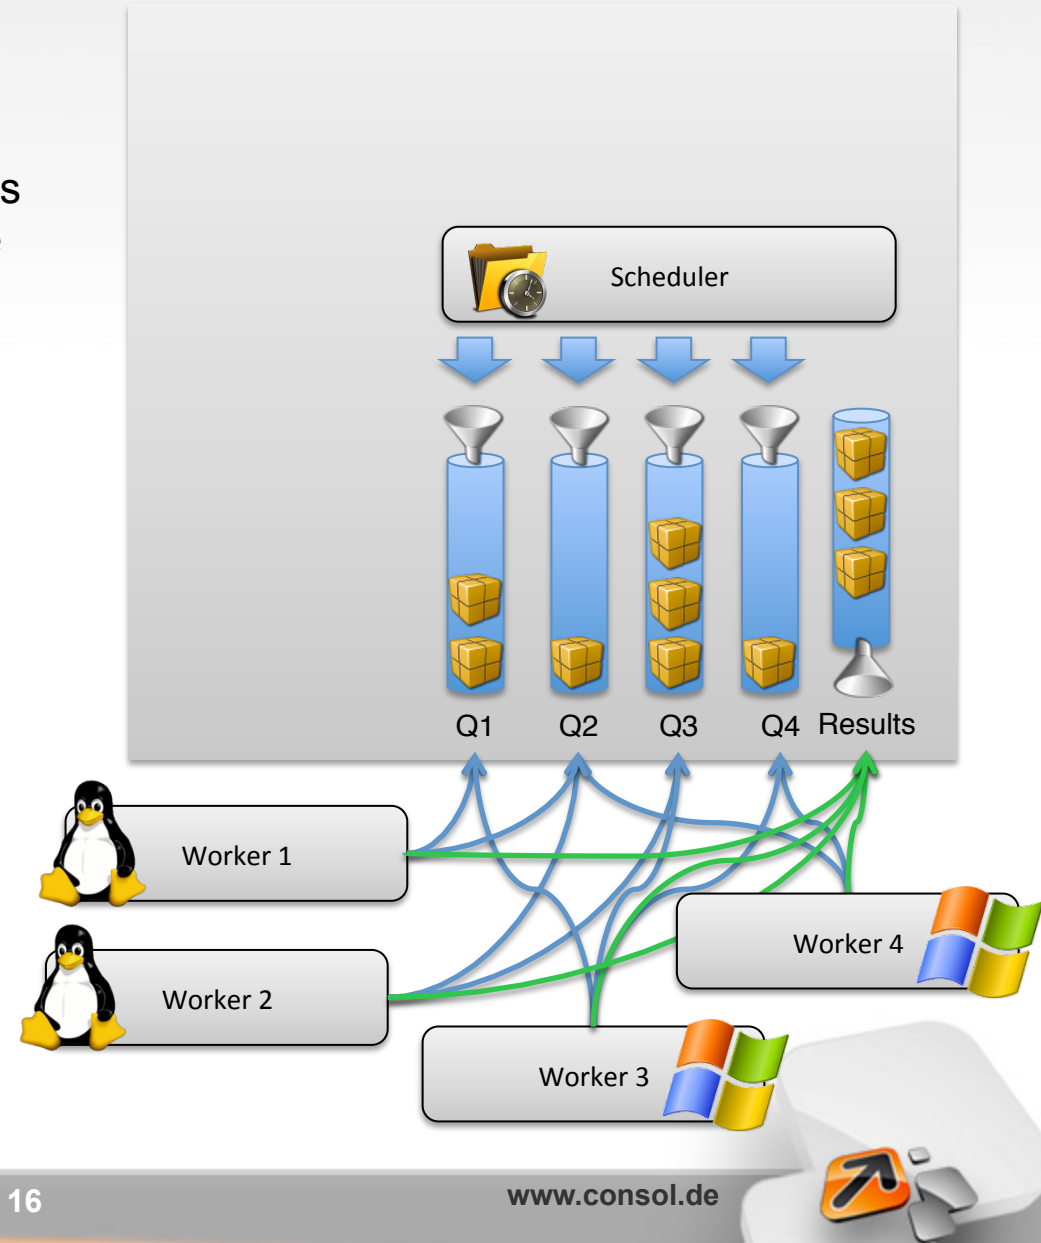 s
Scheduler
Q1 Q2 Q3 Q4 Results
Worker 1
Worker 4
Worker 2
Worker 3
16 www.consol.de